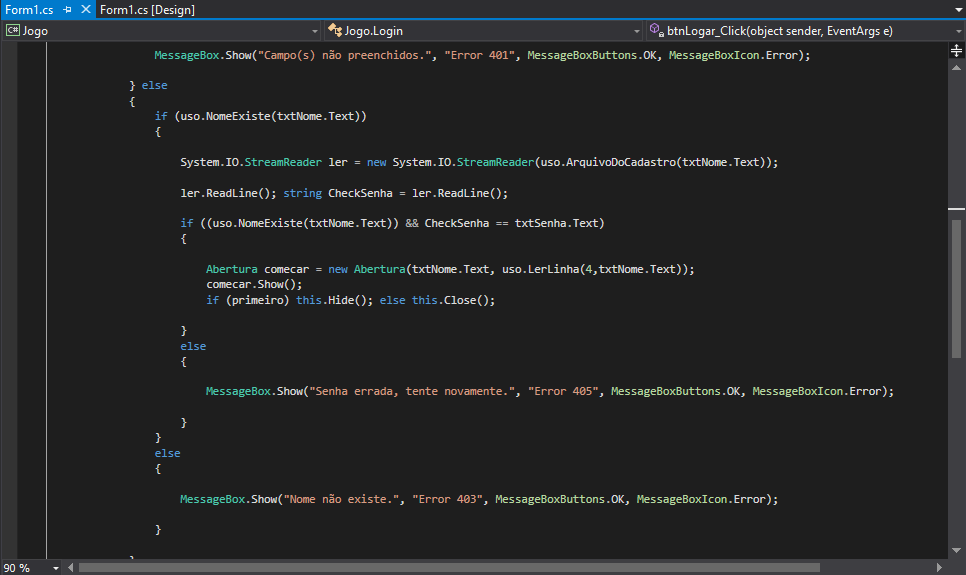 Form1.cs Form1.cs [Design]
C# Jogo Jogo.Login btnLogar_Click(object sender, EventArgs e)
MessageBox.Show("Campo(s) não preenchidos.", "Error 401", MessageBoxButtons.OK, MessageBoxIcon.Error);
} else
{
if (uso.NomeExiste(txtNome.Text))
{
System.IO.StreamReader ler = new System.IO.StreamReader(uso.ArquivoDoCadastro(txtNome.Text));
ler.ReadLine(); string CheckSenha = ler.ReadLine();
if ((uso.NomeExiste(txtNome.Text)) && CheckSenha == txtSenha.Text)
{
Abertura comecar = new Abertura(txtNome.Text, uso.LerLinha(4,txtNome.Text));
comecar.Show();
if (primeiro) this.Hide(); else this.Close();
}
else
{
MessageBox.Show("Senha errada, tente novamente.", "Error 405", MessageBoxButtons.OK, MessageBoxIcon.Error);
}
}
else
{
MessageBox.Show("Nome não existe.", "Error 403", MessageBoxButtons.OK, MessageBoxIcon.Error);
}
90 %